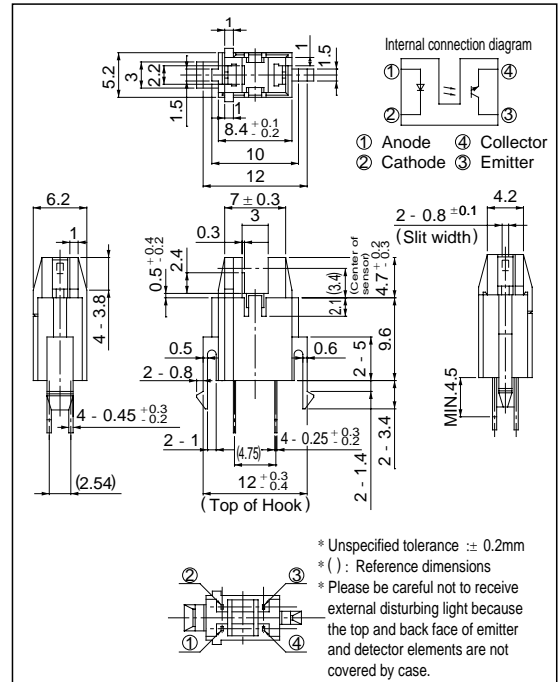 1
5.2
3
2.2
1.5
1
1.5
1
8.4 +0.1 -0.2
10
12
Internal connection diagram
① ④
② ③
① Anode ④ Collector
② Cathode ③ Emitter
6.2
1
4 - 3.8
4 - 0.45 +0.3 -0.2
(2.54)
7 ± 0.3
3
0.3
0.5 +0.4 -0.2
2.4
2.1
(3.4)
(Center of
sensor)
4.7 +0.2 -0.3
9.6
0.5
0.6
2 - 5
2 - 0.8
2 - 1
(4.75)
4 - 0.25 +0.3 -0.2
2 - 1.4
2 - 3.4
12 +0.3 -0.4
( Top of Hook )
4.2
2 - 0.8 ±0.1
(Slit width)
MIN.4.5
② ③
① ④
* Unspecified tolerance :± 0.2mm
* ( ) : Reference dimensions
* Please be careful not to receive
external disturbing light because
the top and back face of emitter
and detector elements are not
covered by case.